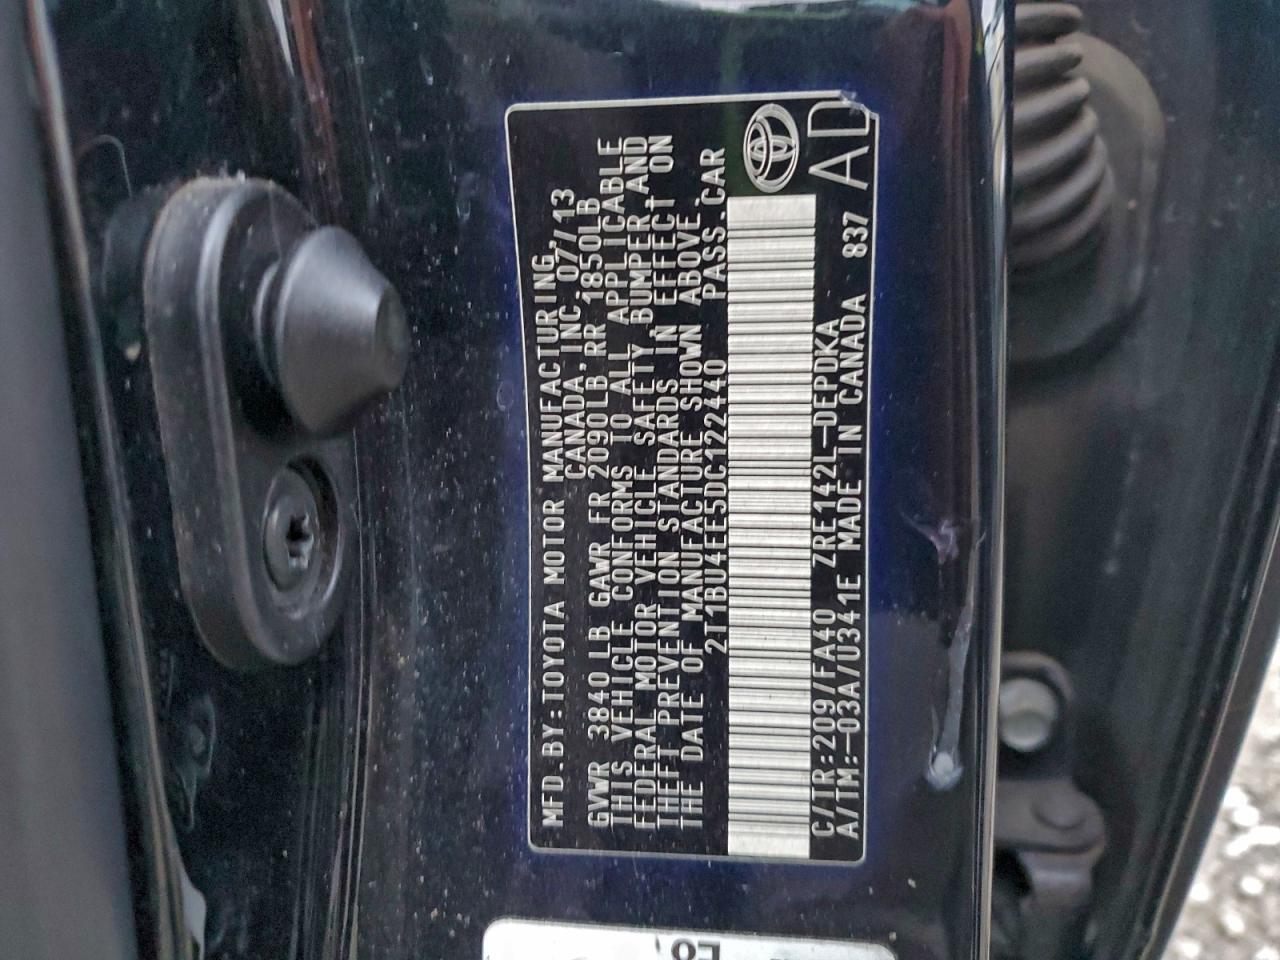 MFD.BY:TOYOTA MOTOR MANUFACTURING,
CANADA,INC.07/13
GVWR 3840LB GAWR FR 2090LB,RR 1850LB
THIS VEHICLE CONFORMS TO ALL APPLICABLE
FEDERAL MOTOR VEHICLE SAFETY,BUMPER,AND
THEFT PREVENTION STANDARDS IN EFFECT ON
THE DATE OF MANUFACTURE SHOWN ABOVE.
2T1BU4EE5DC122440 PASS.CAR
C/TR:209/FA40 ZRE142L-DEPDKA
A/TM:-03A/U341E MADE IN CANADA 837
AD